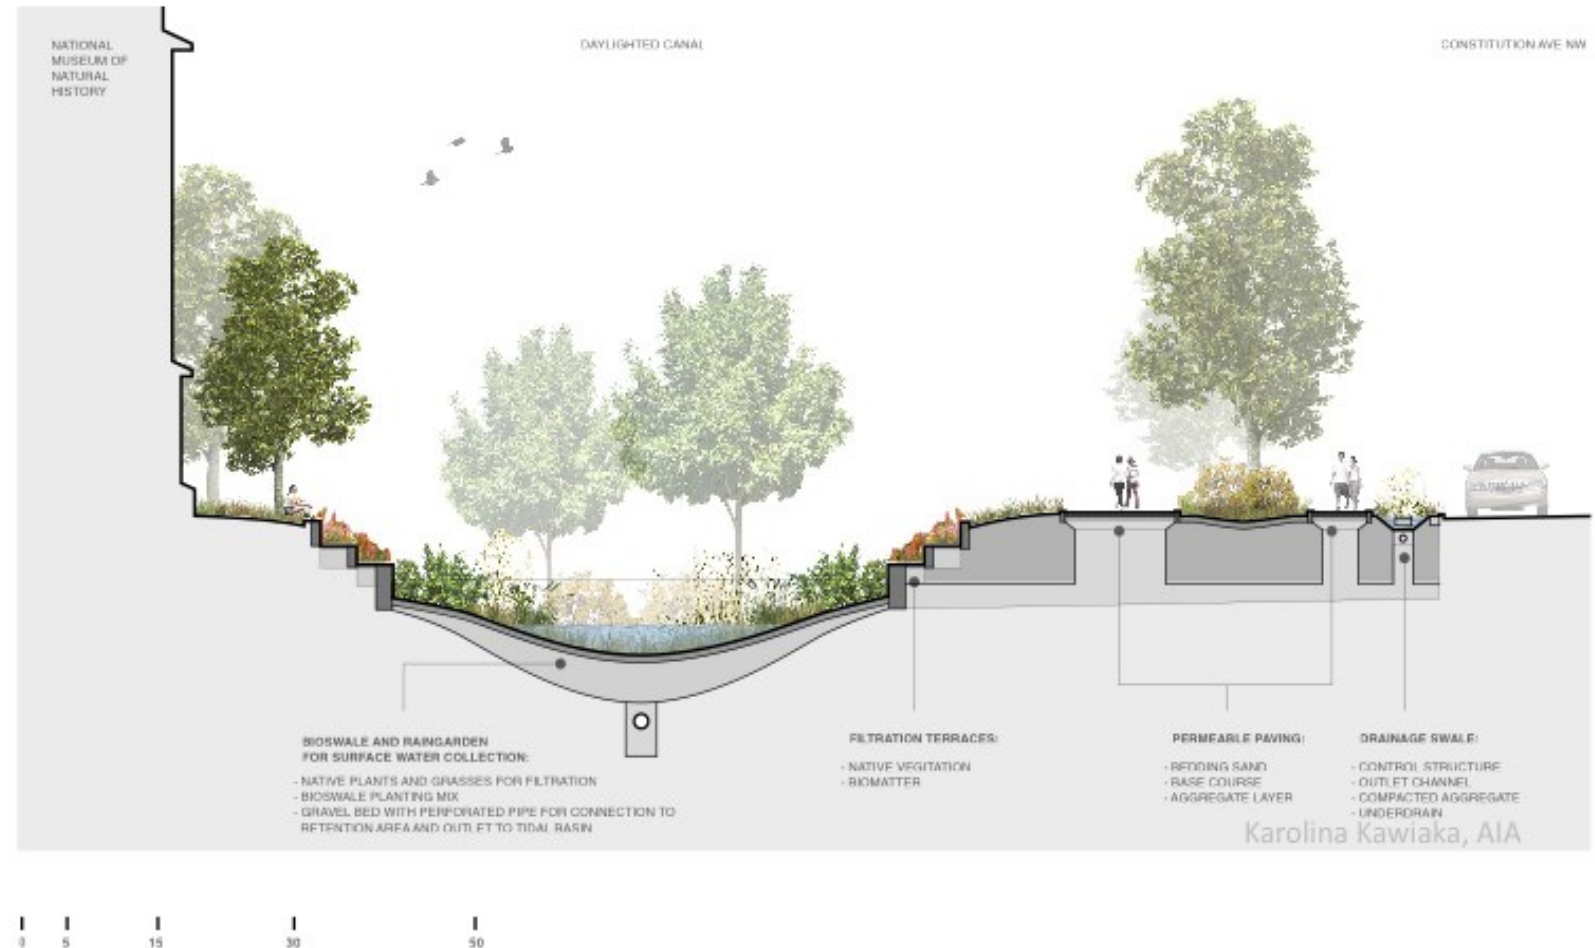 NATIONAL
MUSEUM OF
NATURAL
HISTORY
DAYLIGHTED CANAL
CONSTITUTION AVE NW
BIOSWALE AND RAINGARDEN
FOR SURFACE WATER COLLECTION:
- NATIVE PLANTS AND GRASSES FOR FILTRATION
- BIOSWALE PLANTING MIX
- GRAVEL BED WITH PERFORATED PIPE FOR CONNECTION TO
RETENTION AREA AND OUTLET TO TIDAL BASIN
FILTRATION TERRACES:
- NATIVE VEGITATION
- BIOMATTER
PERMEABLE PAVING:
- BEDDING SAND
- BASE COURSE
- AGGREGATE LAYER
DRAINAGE SWALE:
- CONTROL STRUCTURE
- OUTLET CHANNEL
- COMPACTED AGGREGATE
- UNDERDRAIN
Karolina Kawiaka, AIA
0 5 15 30 50